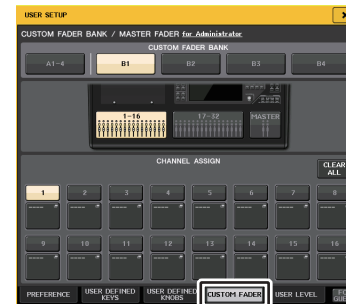 USER SETUP
CUSTOM FADER BANK / MASTER FADER for Administrator
CUSTOM FADER BANK
A1-4 B1 B2 B3 B4
1-16 17-32 MASTER
CHANNEL ASSIGN
CLEAR ALL
1 2 3 4 5 6 7 8
---- ---- ---- ---- ---- ---- ---- ----
9 10 11 12 13 14 15 16
---- ---- ---- ---- ---- ---- ---- ----
PREFERENCE USER DEFINED KEYS USER DEFINED KNOBS CUSTOM FADER USER LEVEL